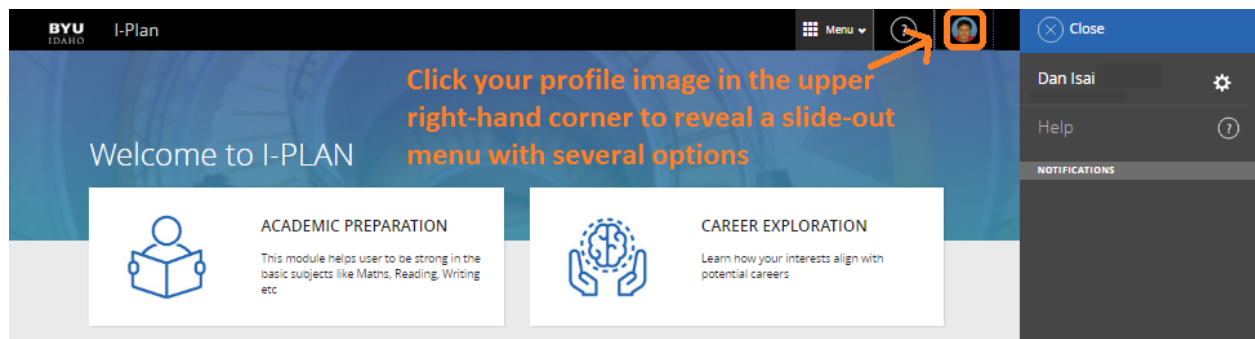 BYU
IDAHO
I-Plan
Menu
?
Close
Click your profile image in the upper
right-hand corner to reveal a slide-out
menu with several options
Dan Isai
Help
?
NOTIFICATIONS
Welcome to I-PLAN
ACADEMIC PREPARATION
This module helps user to be strong in the
basic subjects like Maths, Reading, Writing
etc
CAREER EXPLORATION
Learn how your interests align with
potential careers